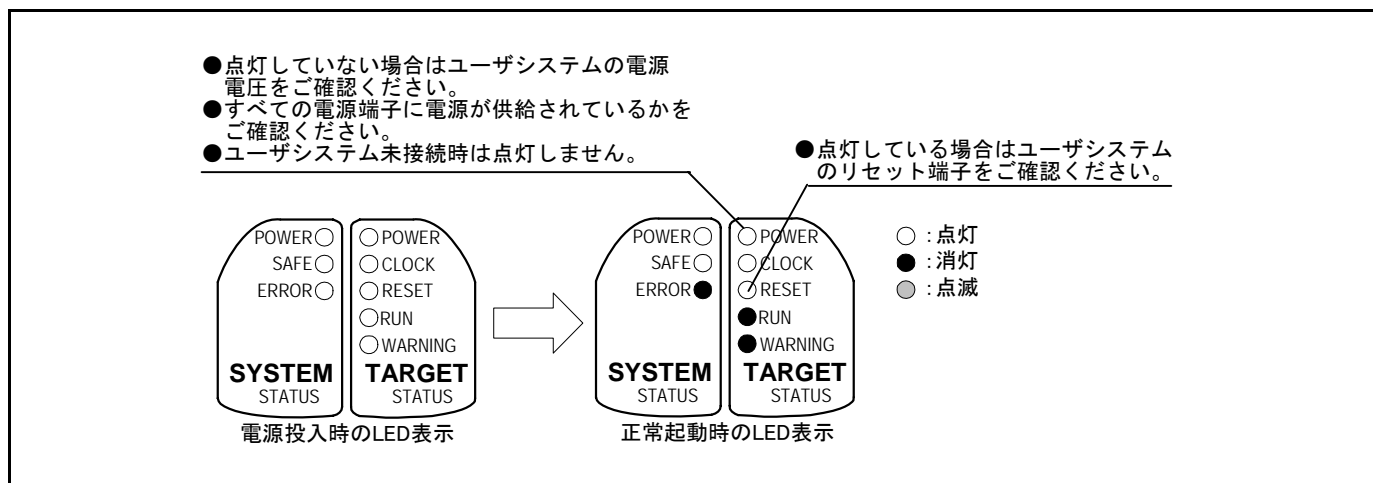 ●点灯していない場合はユーザシステムの電源
電圧をご確認ください。
●すべての電源端子に電源が供給されているかを
ご確認ください。
●ユーザシステム未接続時は点灯しません。
●点灯している場合はユーザシステム
のリセット端子をご確認ください。
POWER
SAFE
ERROR
SYSTEM
STATUS
POWER
CLOCK
RESET
RUN
WARNING
TARGET
STATUS
電源投入時のLED表示
POWER
SAFE
ERROR
SYSTEM
STATUS
POWER
CLOCK
RESET
RUN
WARNING
TARGET
STATUS
正常起動時のLED表示
○ : 点灯
● : 消灯
: 点滅